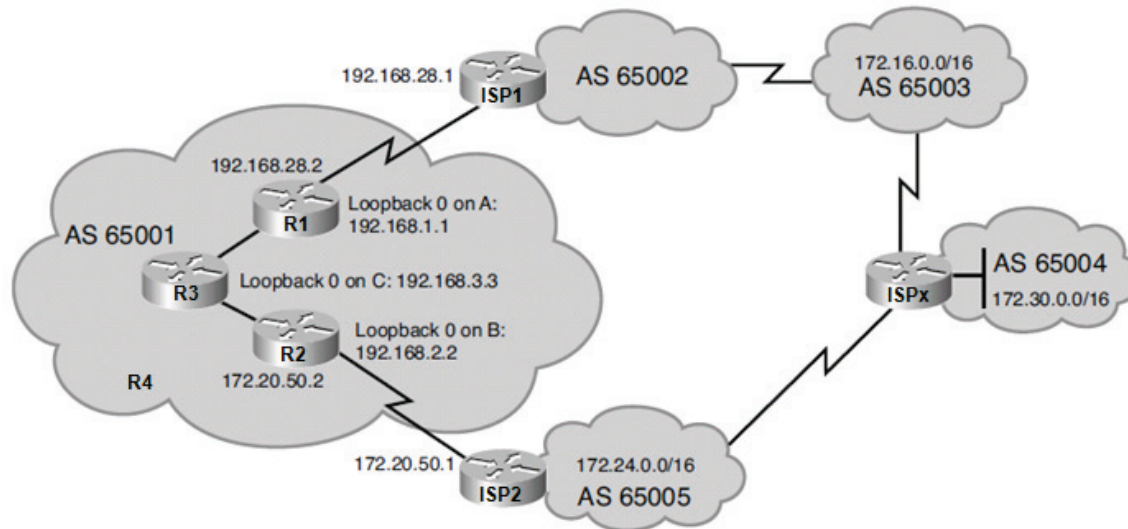 192.168.28.1
ISP1
AS 65002
172.16.0.0/16
AS 65003
192.168.28.2
R1
Loopback 0 on A:
192.168.1.1
AS 65001
R3
Loopback 0 on C: 192.168.3.3
R2
Loopback 0 on B:
192.168.2.2
R4
172.20.50.2
ISPx
AS 65004
172.30.0.0/16
172.20.50.1
ISP2
172.24.0.0/16
AS 65005